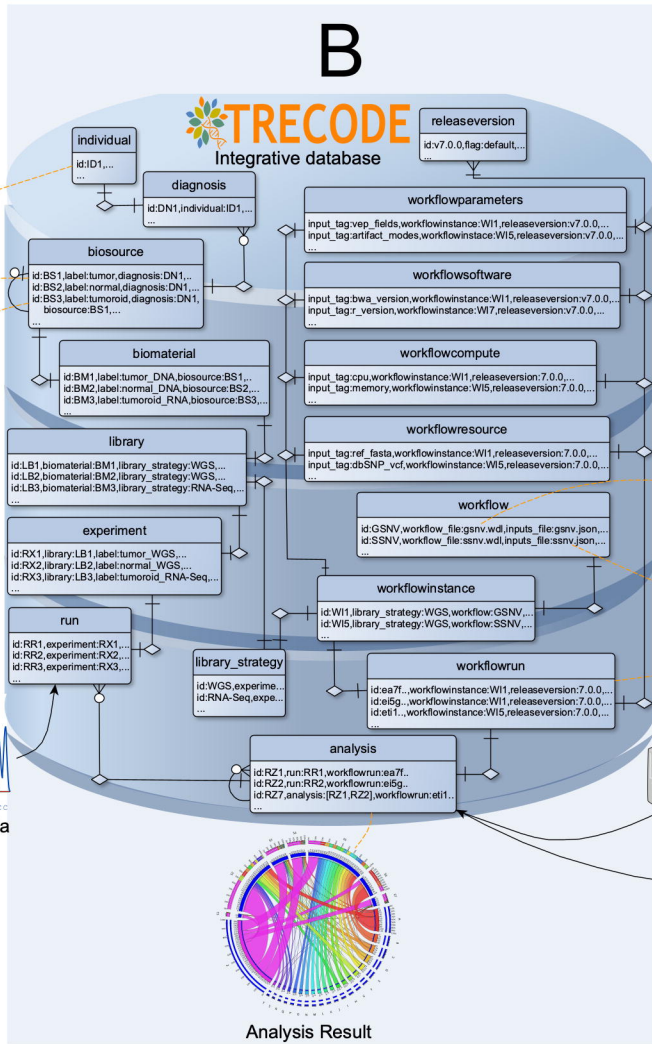 B
TRECODE
Integrative database
individual
id:ID1,...
...
releaseversion
id:v7.0.0,flag:default,...
...
diagnosis
id:DN1,individual:ID1,...
...
workflowparameters
input_tag:vep_fields,workflowinstance:WI1,releaseversion:v7.0.0,...
input_tag:artifact_modes,workflowinstace:WI5,releaseversion:v7.0.0,...
...
biosource
id:BS1,label:tumor,diagnosis:DN1,..
id:BS2,label:normal,diagnosis:DN1,...
id:BS3,label:tumoroid,diagnosis:DN1,
biosource:BS1,...
...
workflowsoftware
input_tag:bwa_version,workflowinstance:WI1,releaseversion:v7.0.0,...
input_tag:r_version,workflowinstance:WI7,releaseversion:v7.0.0,...
...
biomaterial
id:BM1,label:tumor_DNA,biosource:BS1,...
id:BM2,label:normal_DNA,biosource:BS2,...
id:BM3,label:tumoroid_RNA,biosource:BS3,...
...
workflowcompute
input_tag:cpu,workflowinstance:WI1,releaseversion:7.0.0,...
input_tag:memory,workflowinstance:WI5,releaseversion:7.0.0,...
...
library
id:LB1,biomaterial:BM1,library_strategy:WGS,...
id:LB2,biomaterial:BM2,library_strategy:WGS,...
id:LB3,biomaterial:BM3,library_strategy:RNA-Seq,...
...
workflowresource
input_tag:ref_fasta,workflowinstance:WI1,releaseversion:7.0.0,...
input_tag:dbSNP_vcf,workflowinstance:WI5,releaseversion:7.0.0,...
...
workflow
id:GSNV,workflow_file:gsnv.wdl,inputs_file:gsnv.json,...
id:SSNV,workflow_file:ssnv.wdl,inputs_file:ssnv.json,...
...
experiment
id:RX1,library:LB1,label:tumor_WGS,...
id:RX2,library:LB2,label:normal_WGS,...
id:RX3,library:LB3,label:tumoroid_RNA-Seq,...
...
workflowinstance
id:WI1,library_strategy:WGS,workflow:GSNV,...
id:WI5,library_strategy:WGS,workflow:SSNV,...
...
run
id:RR1,experiment:RX1,...
id:RR2,experiment:RX2,...
id:RR3,experiment:RX3,...
...
library_strategy
id:WGS,experime...
id:RNA-Seq,expe...
...
workflowrun
id:ea7f..,workflowinstance:WI1,releaseversion:7.0.0,...
id:ei5g..,workflowinstance:WI1,releaseversion:7.0.0,...
id:eti1..,workflowinstance:WI5,releaseversion:7.0.0,...
...
analysis
id:RZ1,run:RR1,workflowrun:ea7f..
id:RZ2,run:RR2,workflowrun:ei5g..
id:RZ7,analysis:[RZ1,RZ2],workflowrun:eti1..
...
a
Analysis Result